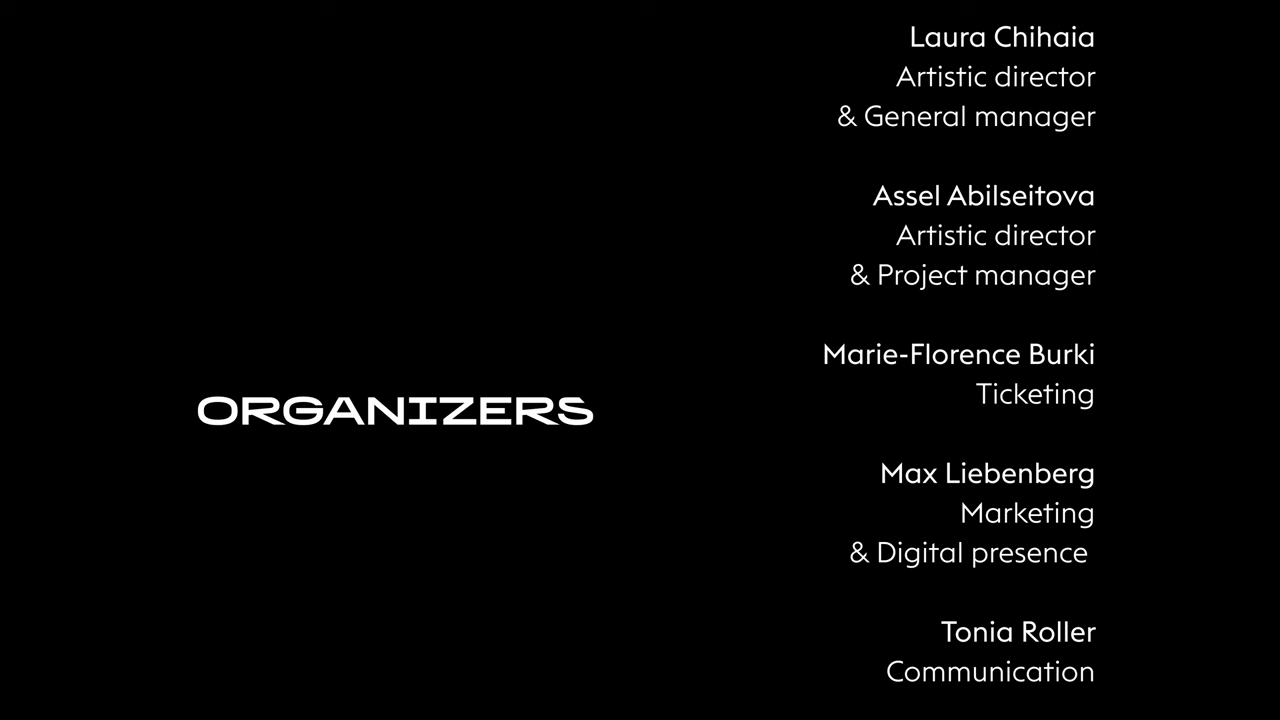 ORGANIZERS
Laura Chihaia
Artistic director
& General manager
Assel Abilseitova
Artistic director
& Project manager
Marie-Florence Burki
Ticketing
Max Liebenberg
Marketing
& Digital presence
Tonia Roller
Communication